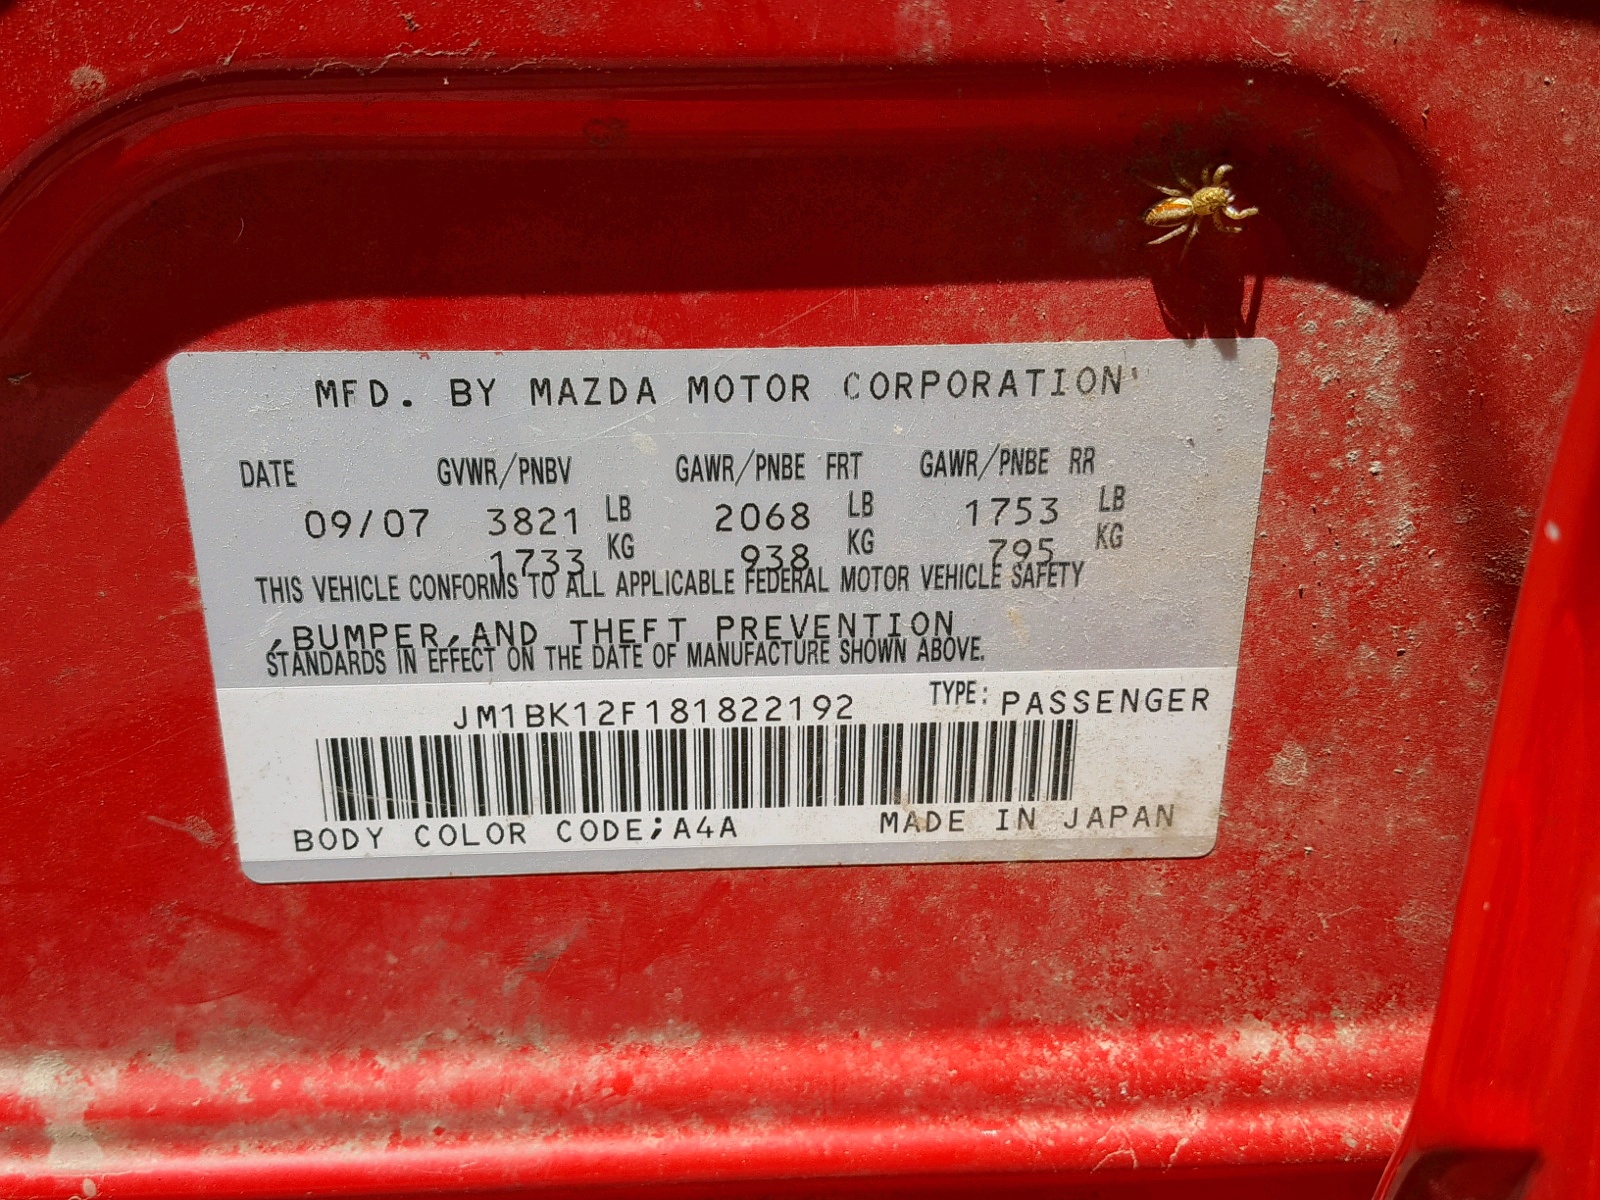 MFD. BY MAZDA MOTOR CORPORATION
DATE GVWR/PNBV GAWR/PNBE FRT GAWR/PNBE RR
09/07 3821 LB 2068 LB 1753 LB
1733 KG 938 KG 795 KG
THIS VEHICLE CONFORMS TO ALL APPLICABLE FEDERAL MOTOR VEHICLE SAFETY
,BUMPER,AND THEFT PREVENTION
STANDARDS IN EFFECT ON THE DATE OF MANUFACTURE SHOWN ABOVE.
JM1BK12F181822192 TYPE: PASSENGER
BODY COLOR CODE;A4A MADE IN JAPAN